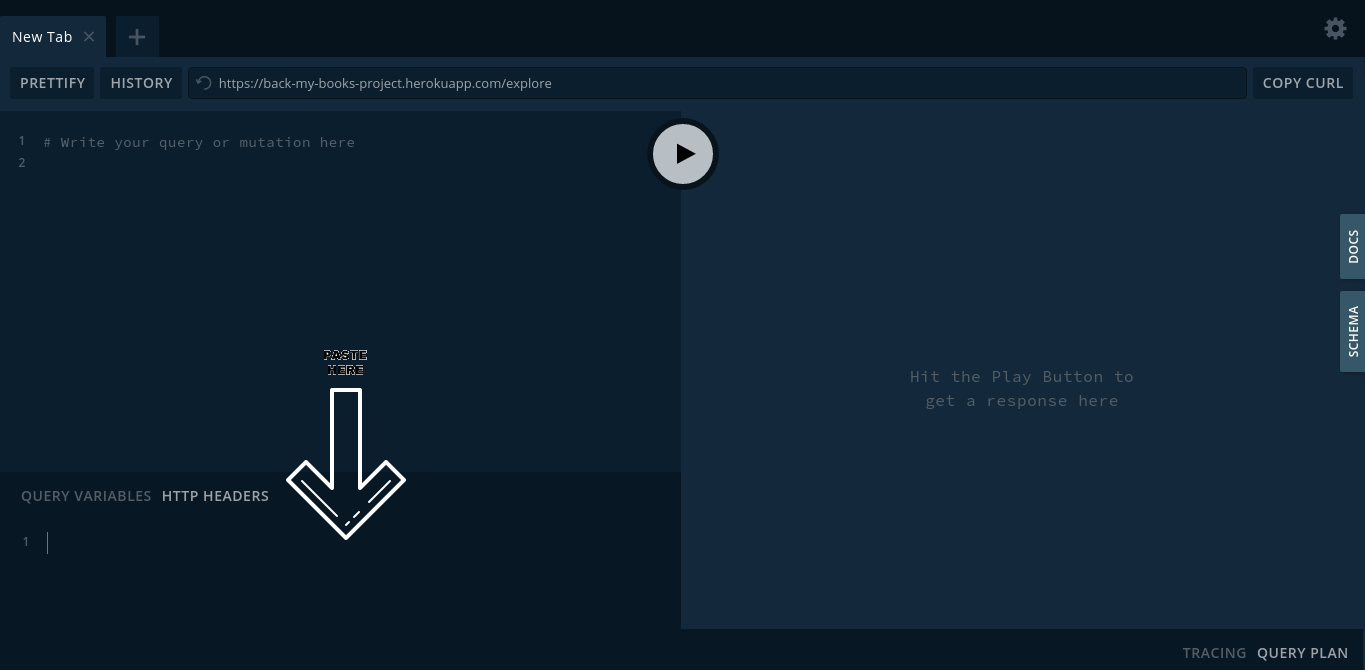 New Tab
PRETTIFY
HISTORY
https://back-my-books-project.herokuapp.com/explore
COPY CURL
1 # Write your query or mutation here
2
Hit the Play Button to
get a response here
DOCS
SCHEMA
PASTE
HERE
QUERY VARIABLES HTTP HEADERS
1
TRACING QUERY PLAN